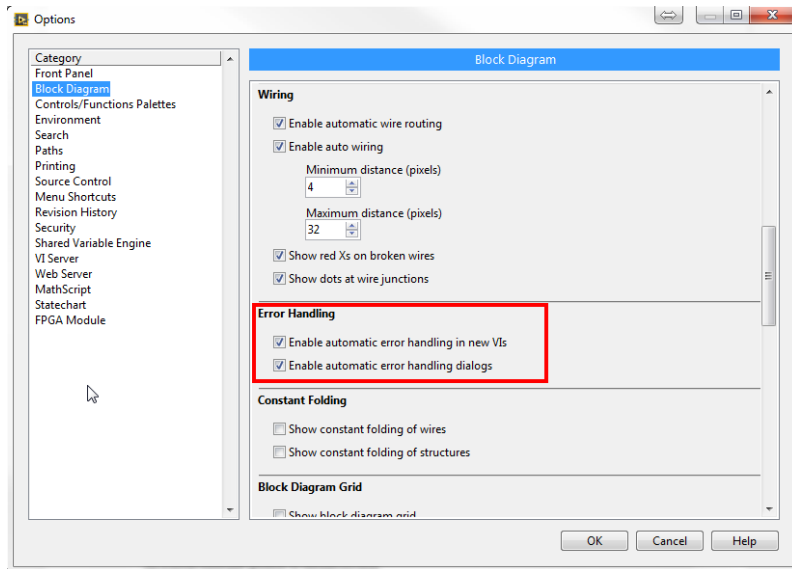 Options
Category
Front Panel
Block Diagram
Controls/Functions Palettes
Environment
Search
Paths
Printing
Source Control
Menu Shortcuts
Revision History
Security
Shared Variable Engine
VI Server
Web Server
MathScript
Statechart
FPGA Module
Block Diagram
Wiring
Enable automatic wire routing
Enable auto wiring
Minimum distance (pixels)
4
Maximum distance (pixels)
32
Show red Xs on broken wires
Show dots at wire junctions
Error Handling
Enable automatic error handling in new VIs
Enable automatic error handling dialogs
Constant Folding
Show constant folding of wires
Show constant folding of structures
Block Diagram Grid
Show block diagram grid
OK Cancel Help